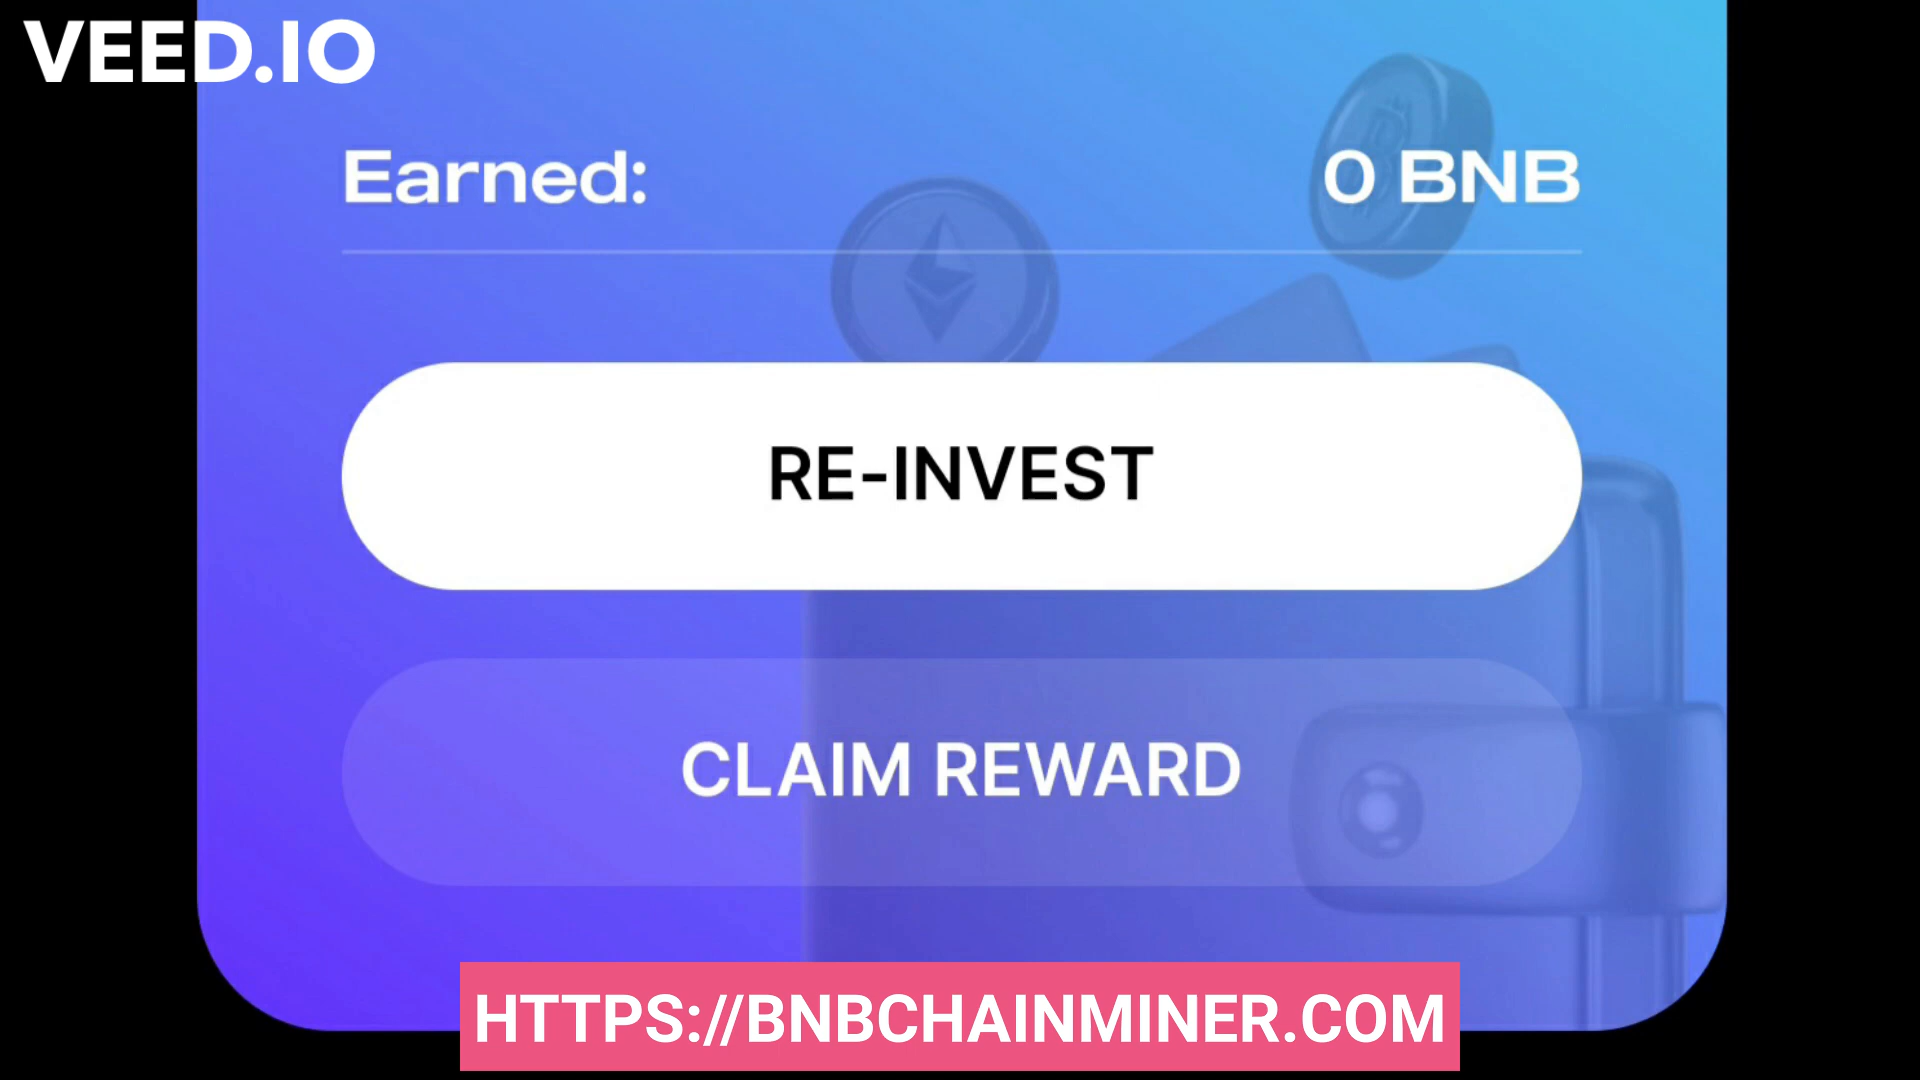 VEED.IO
Earned: 0 BNB
RE-INVEST
CLAIM REWARD
HTTPS://BNBCHAINMINER.COM